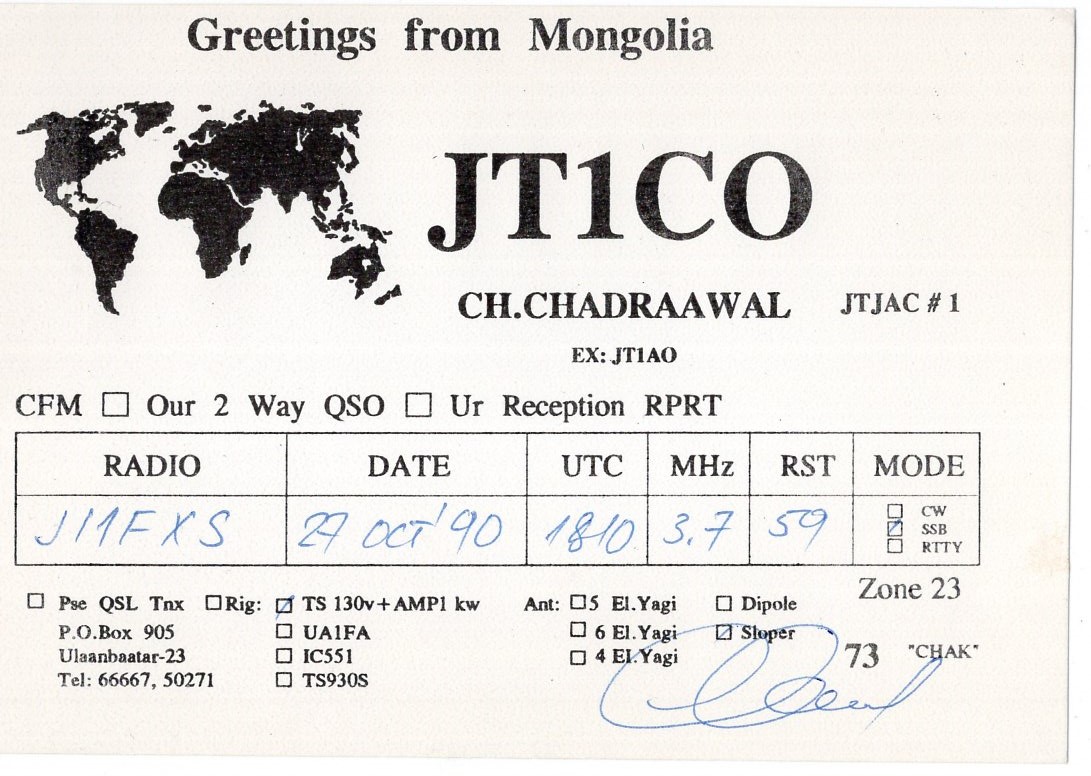 Greetings from Mongolia
JT1CO
CH.CHADRAAWAL JTJAC # 1
EX: JT1AO
CFM ☐ Our 2 Way QSO ☐ Ur Reception RPRT
RADIO DATE UTC MHz RST MODE
JI1FXS 27 Oct '90 1810 3.7 59
☐ CW
☑ SSB
☐ RTTY
Zone 23
☐ Pse QSL Tnx ☐ Rig: ☑ TS 130v+AMP1 kw Ant: ☐ 5 El.Yagi ☐ Dipole
P.O.Box 905 ☐ UA1FA ☐ 6 El.Yagi ☑ Sloper
Ulaanbaatar-23 ☐ IC551 ☐ 4 El.Yagi 73 "CHAK"
Tel: 66667, 50271 ☐ TS930S